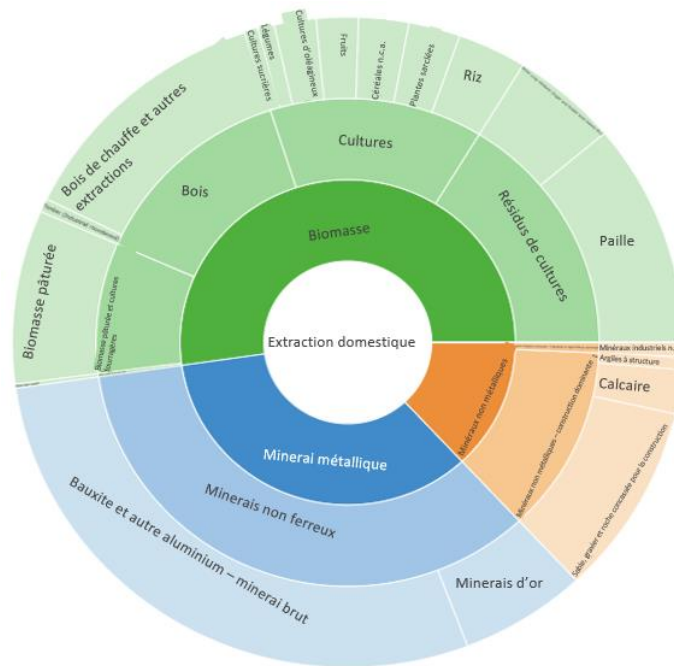 Légumes
Cultures sucrières
Cultures d'oléagineux
Fruits
Céréales n.c.a.
Plantes sarclées
Riz
Bois de chauffe et autres
extractions
Bois
Cultures
Résidus de cultures
Paille
Biomasse
Biomasse pâturée
Biomasse pâturée et cultures
fourragères
Extraction domestique
Minéraux non métalliques
Minéraux non métalliques – construction dominante
Minéraux industriels n.
Argiles à structure
Calcaire
Sable, gravier et roche concassée pour la construction
Minerai métallique
Minerais non ferreux
Bauxite et autre aluminium – minerai brut
Minerais d'or